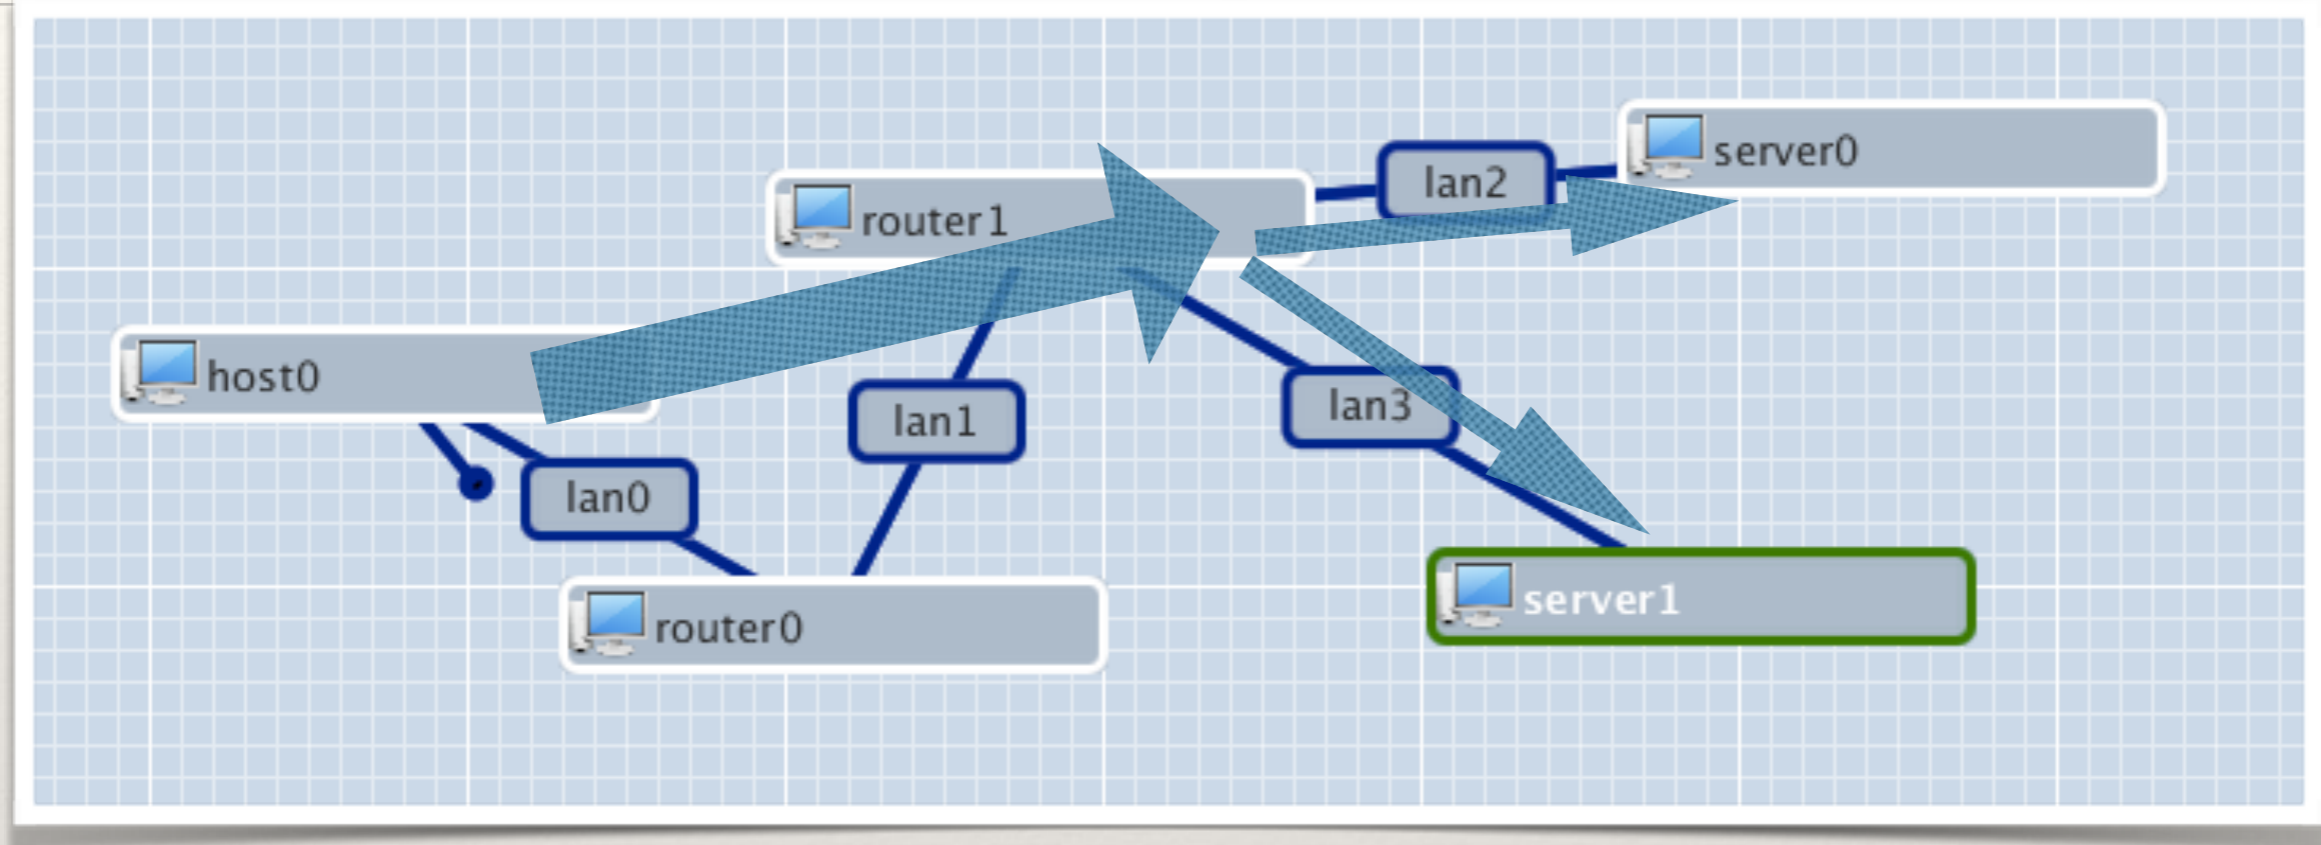 server0
lan2
router1
host0
lan3
lan1
lan0
server1
router0